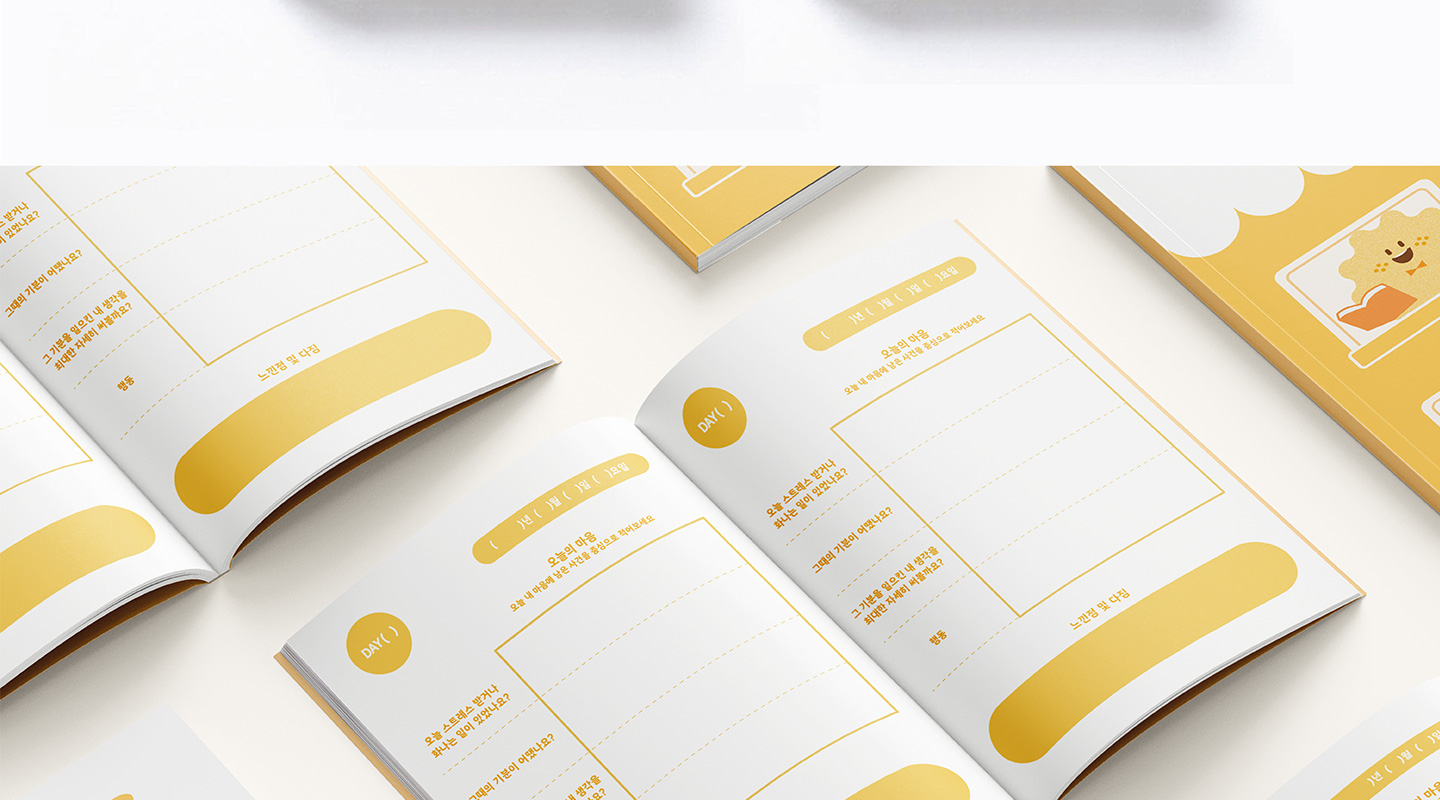 스 받거나
이 있었나요?
그때의 기분이 어땠나요?
그 기분을 일으킨 내 생각을
최대한 자세히 써볼까요?
행동
느낀점 및 다짐
DAY( )
( )년 ( )월 ( )일 ( )요일
오늘의 마음
오늘 내 마음에 남은 사건을 중심으로 적어보세요
오늘 스트레스 받거나
화나는 일이 있었나요?
그때의 기분이 어땠나요?
내 생각을
DAY( )
( )년 ( )월 ( )일 ( )요일
오늘의 마음
오늘 내 마음에 남은 사건을 중심으로 적어보세요
오늘 스트레스 받거나
화나는 일이 있었나요?
그때의 기분이 어땠나요?
그 기분을 일으킨 내 생각을
최대한 자세히 써볼까요?
행동
느낀점 및 다짐
)년 ( )월 ( )일